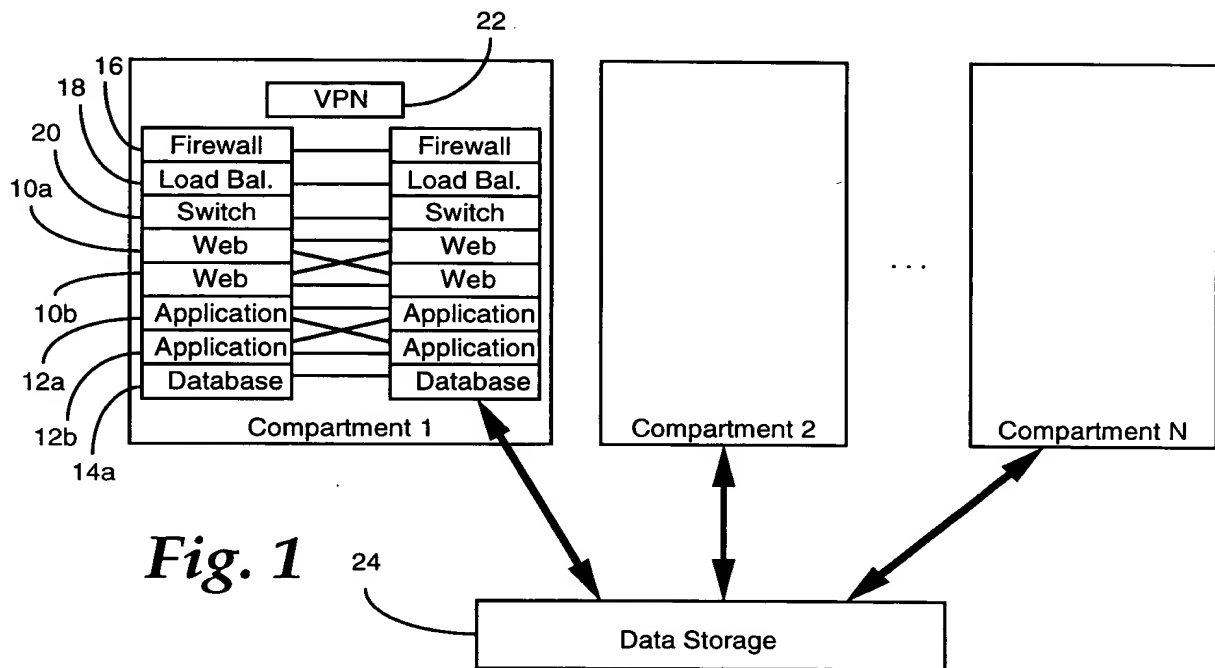 22
16
18
20
10a
10b
12a
12b
14a
VPN
Firewall
Load Bal.
Switch
Web
Web
Application
Application
Database
Firewall
Load Bal.
Switch
Web
Web
Application
Application
Database
Compartment 1
Compartment 2
. . .
Compartment N
Fig. 1
24
Data Storage